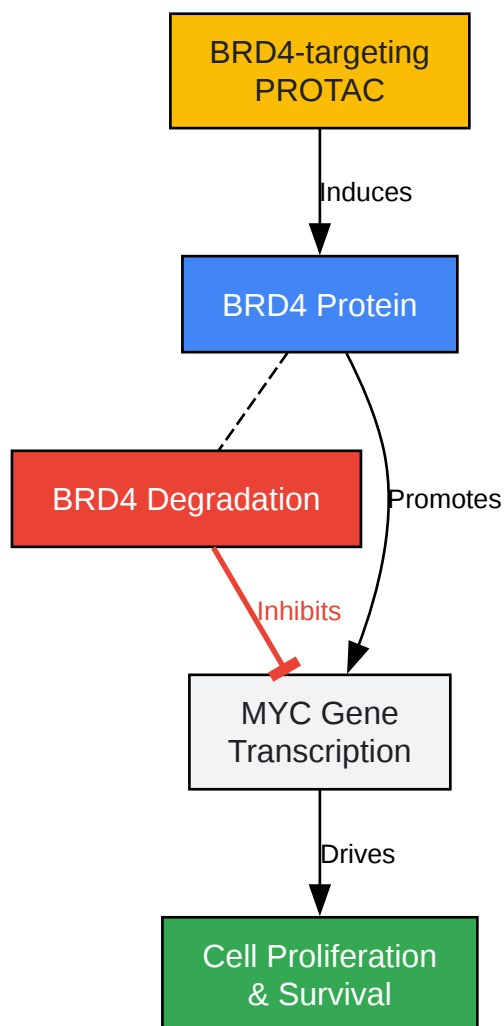 BRD4-targeting
PROTAC
Induces
BRD4 Protein
BRD4 Degradation
Promotes
Inhibits
MYC Gene
Transcription
Drives
Cell Proliferation
& Survival